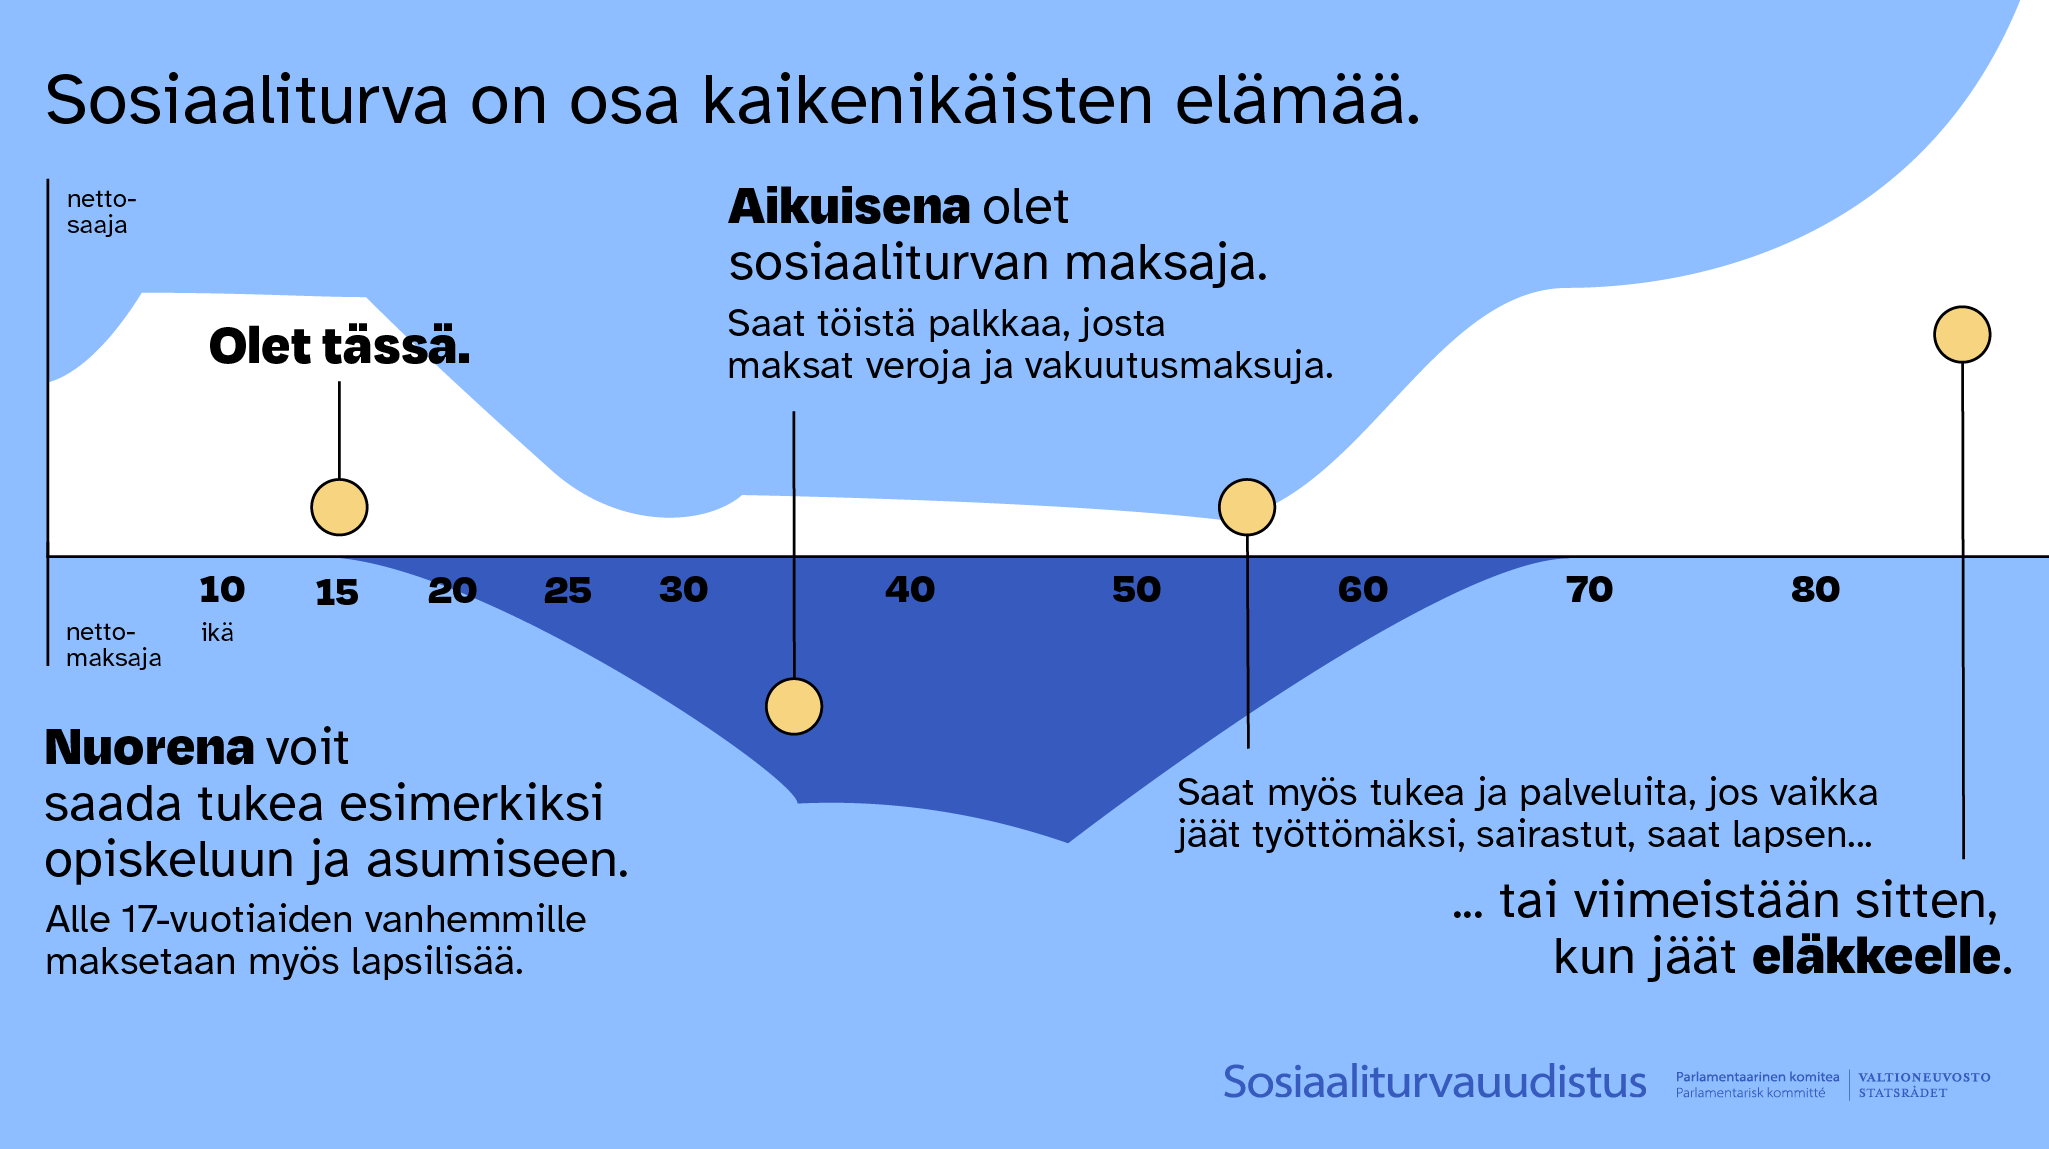 Sosiaaliturva on osa kaikenikäisten elämää.
netto-
saaja
Olet tässä.
Aikuisena olet
sosiaaliturvan maksaja.
Saat töistä palkkaa, josta
maksat veroja ja vakuutusmaksuja.
10 15 20 25 30 40 50 60 70 80
ikä
netto-
maksaja
Nuorena voit
saada tukea esimerkiksi
opiskeluun ja asumiseen.
Alle 17-vuotiaiden vanhemmille
maksetaan myös lapsilisää.
Saat myös tukea ja palveluita, jos vaikka
jäät työttömäksi, sairastut, saat lapsen...
... tai viimeistään sitten,
kun jäät eläkkeelle.
Sosiaaliturvauudistus
Parlamentaarinen komitea
Parlamentarisk kommitté
VALTIONEUVOSTO
STATSRÅDET